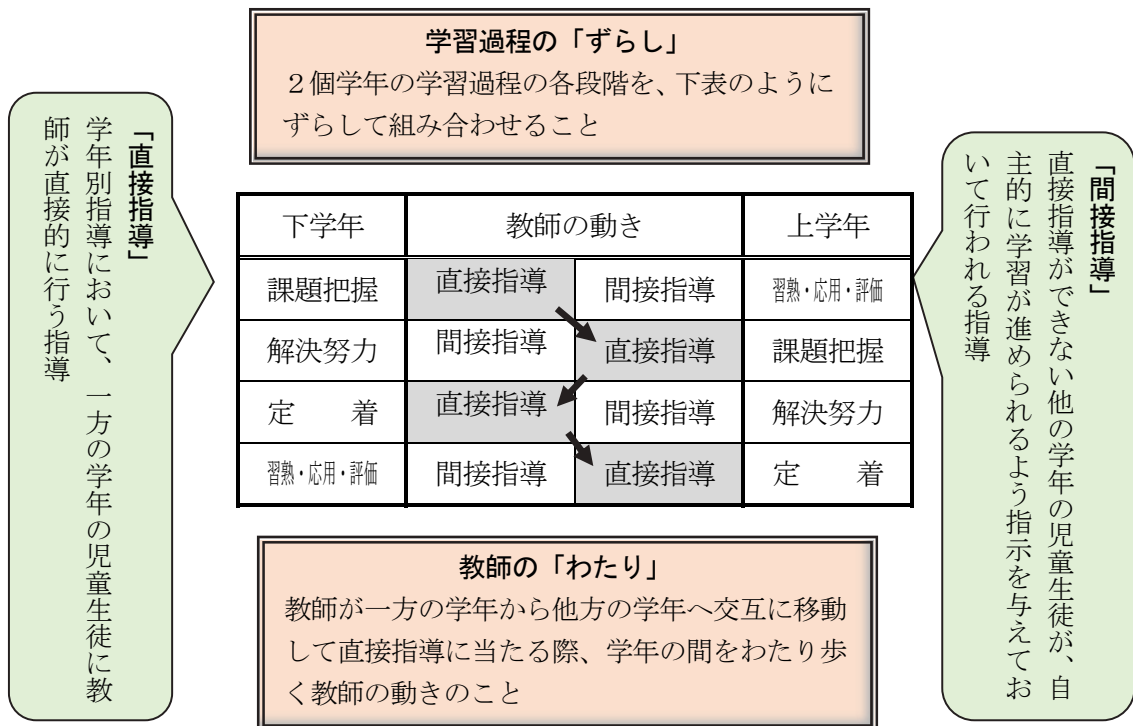 学習過程の「ずらし」
２個学年の学習過程の各段階を、下表のように
ずらして組み合わせること
「直接指導」
学年別指導において、一方の学年の児童生徒に教
師が直接的に行う指導
「間接指導」
直接指導ができない他の学年の児童生徒が、自
主的に学習が進められるよう指示を与えてお
いて行われる指導
下学年 教師の動き 上学年
課題把握 直接指導 間接指導 習熟・応用・評価
解決努力 間接指導 直接指導 課題把握
定　着 直接指導 間接指導 解決努力
習熟・応用・評価 間接指導 直接指導 定　着
教師の「わたり」
教師が一方の学年から他方の学年へ交互に移動
して直接指導に当たる際、学年の間をわたり歩
く教師の動きのこと